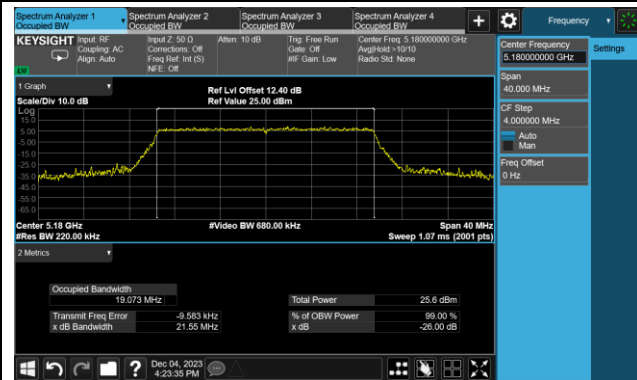 Spectrum Analyzer 1
Occupied BW
Spectrum Analyzer 2
Occupied BW
Spectrum Analyzer 3
Occupied BW
Spectrum Analyzer 4
Occupied BW
Frequency
KEYSIGHT
Input: RF
Coupling: AC
Align: Auto
Input Z: 50 Ω
Corrections: Off
Freq Ref: Int (S)
NFE: Off
Atten: 10 dB
Trig: Free Run
Gate: Off
#IF Gain: Low
Center Freq: 5.180000000 GHz
Avg|Hold:>10/10
Radio Std: None
Center Frequency
5.180000000 GHz
Settings
Span
40.000 MHz
CF Step
4.000000 MHz
Auto
Man
Freq Offset
0 Hz
1 Graph
Scale/Div 10.0 dB
Ref Lvl Offset 12.40 dB
Ref Value 25.00 dBm
Log
15.0
5.00
-5.00
-15.0
-25.0
-35.0
-45.0
-55.0
-65.0
Center 5.18 GHz
#Video BW 680.00 kHz
Span 40 MHz
#Res BW 220.00 kHz
Sweep 1.07 ms (2001 pts)
2 Metrics
Occupied Bandwidth
19.073 MHz
Total Power
25.6 dBm
Transmit Freq Error
-9.583 kHz
% of OBW Power
99.00 %
x dB Bandwidth
21.55 MHz
x dB
-26.00 dB
Dec 04, 2023
4:23:35 PM